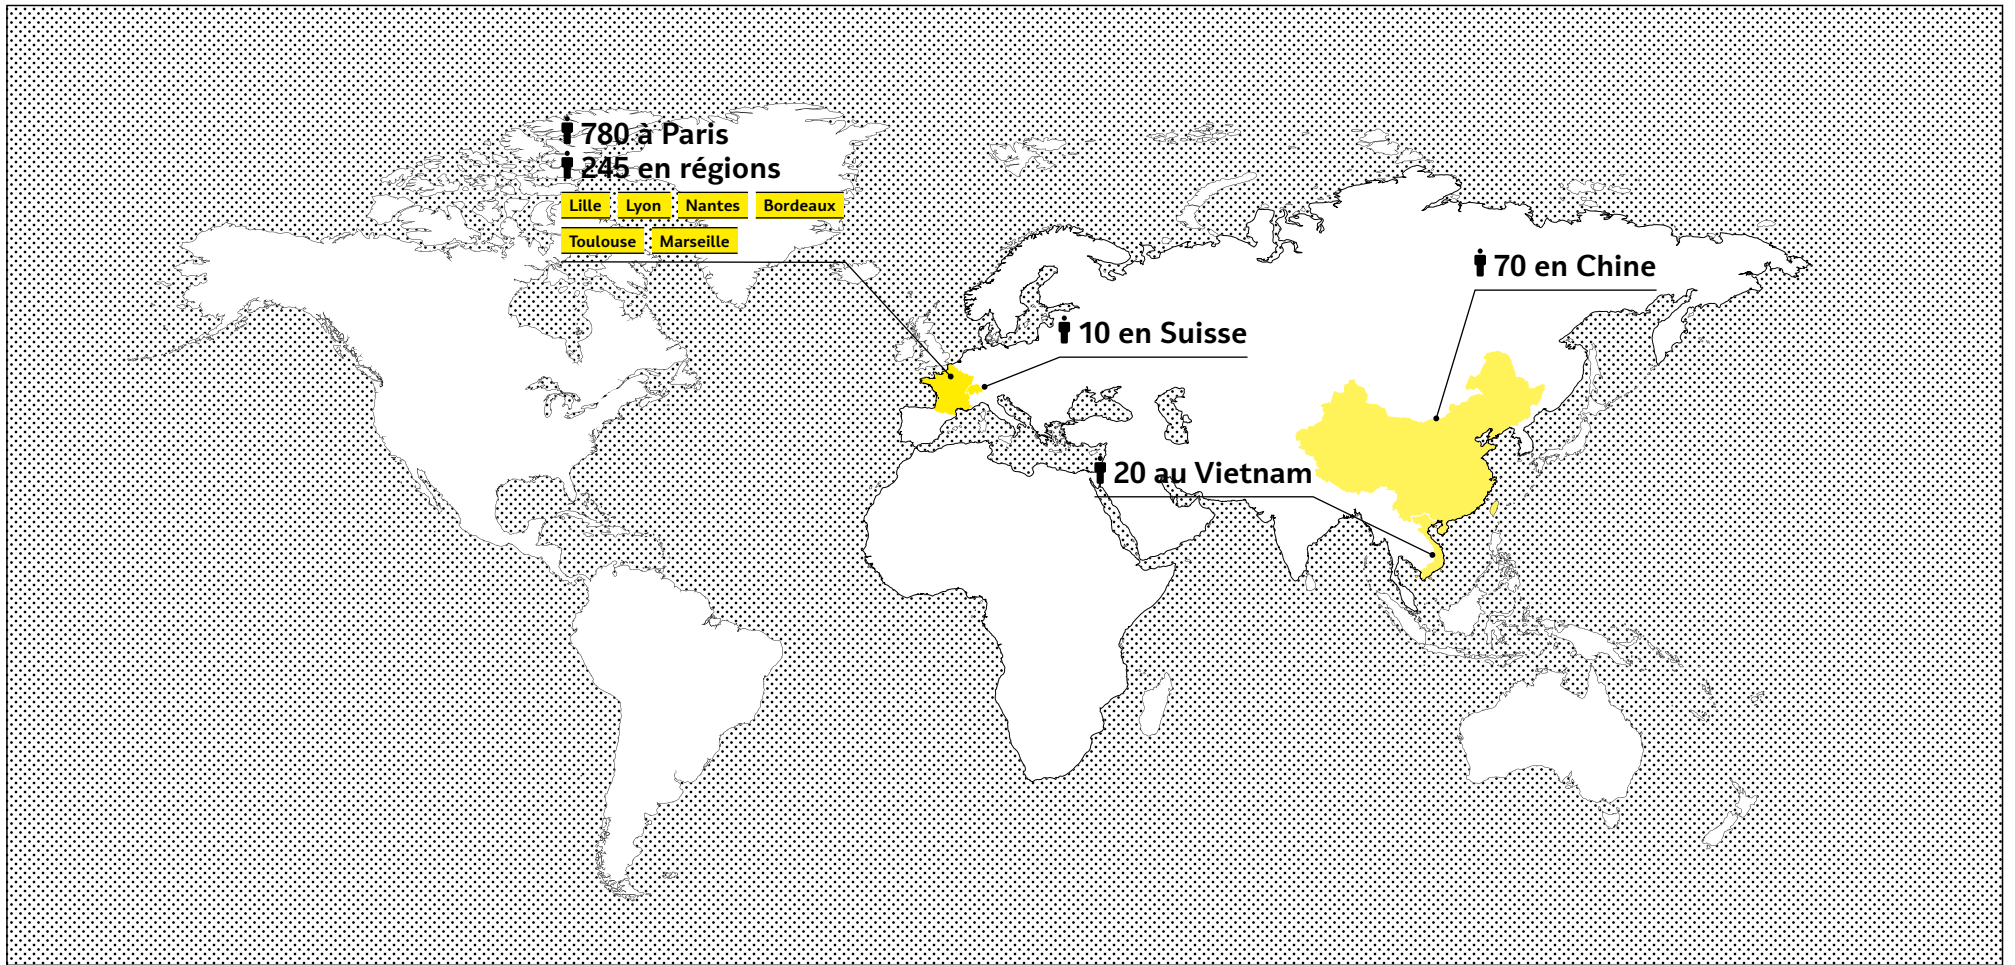 780 à Paris
245 en régions
Lille Lyon Nantes Bordeaux
Toulouse Marseille
70 en Chine
10 en Suisse
20 au Vietnam